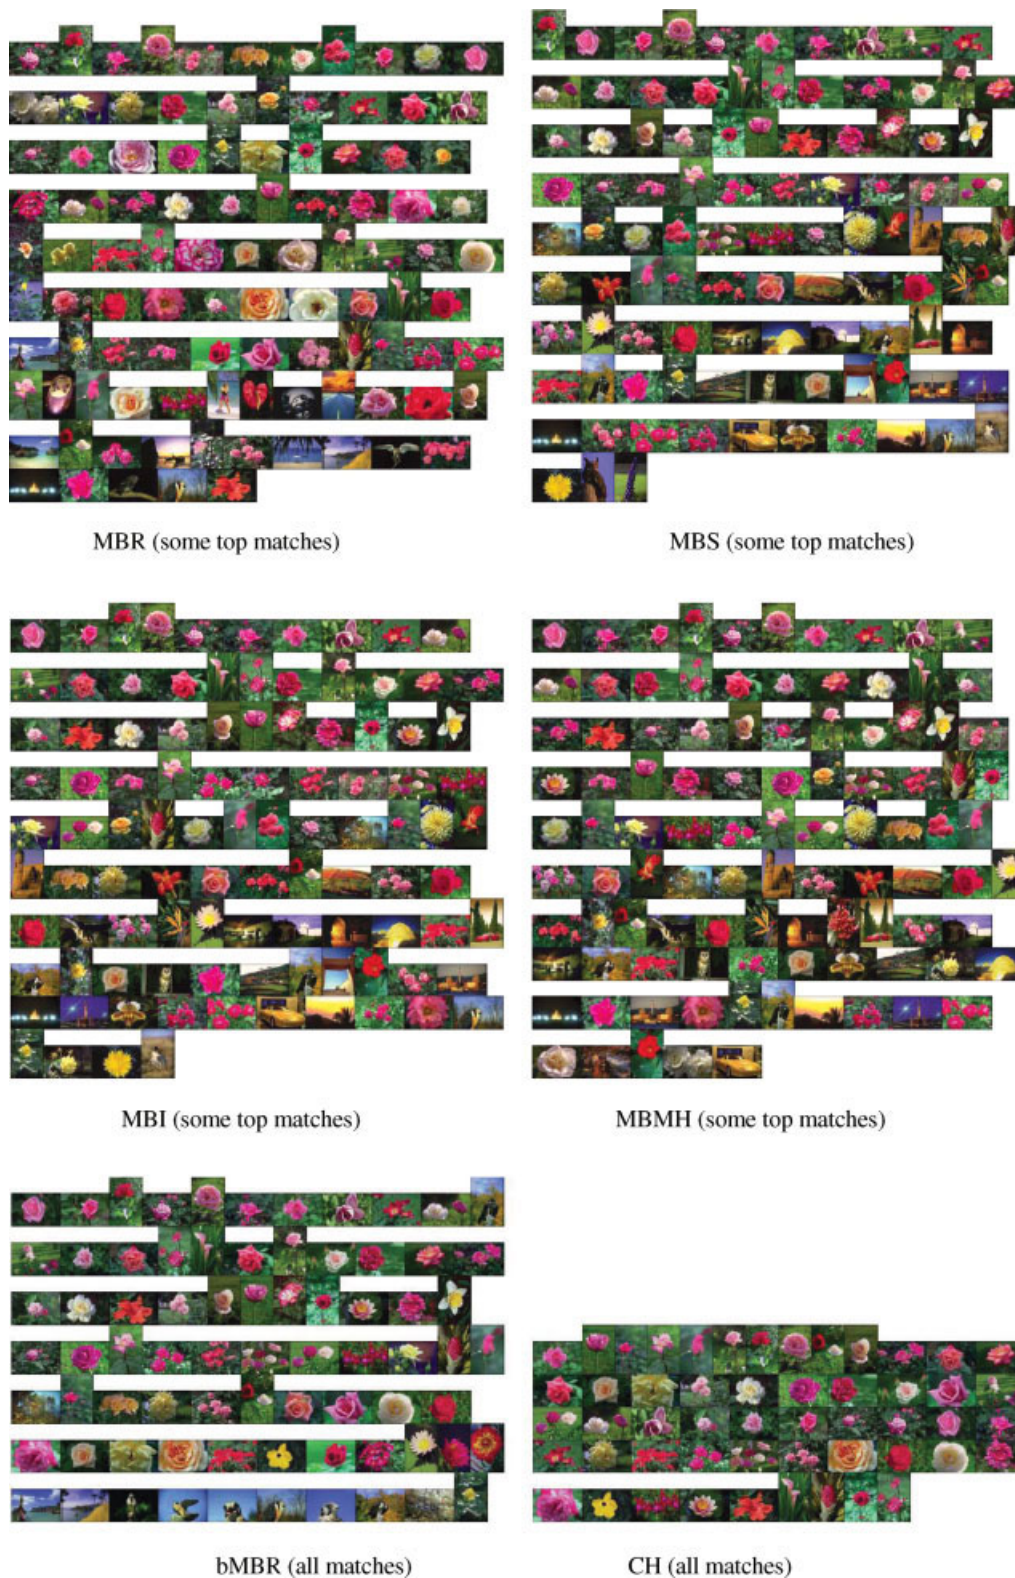 MBR (some top matches)
MBS (some top matches)
MBI (some top matches)
MBMH (some top matches)
bMBR (all matches)
CH (all matches)